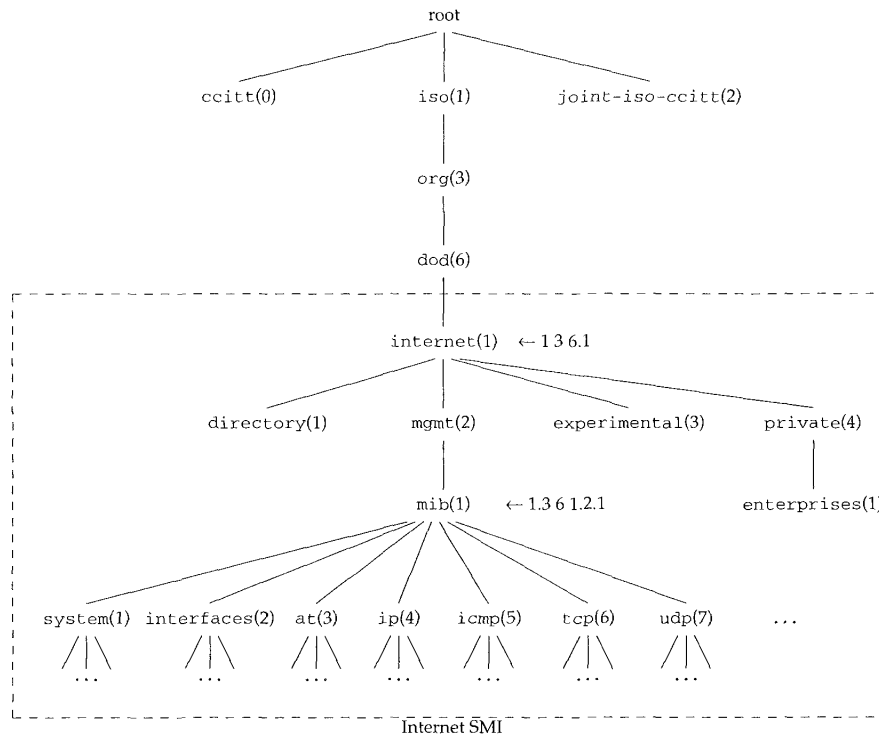 root
ccitt(0) iso(1) joint-iso-ccitt(2)
org(3)
dod(6)
internet(1) ← 1 3 6.1
directory(1) mgmt(2) experimental(3) private(4)
mib(1) ← 1.3 6 1.2.1 enterprises(1)
system(1) interfaces(2) at(3) ip(4) icmp(5) tcp(6) udp(7) ...
... ... ... ... ... ... ...
Internet SMI